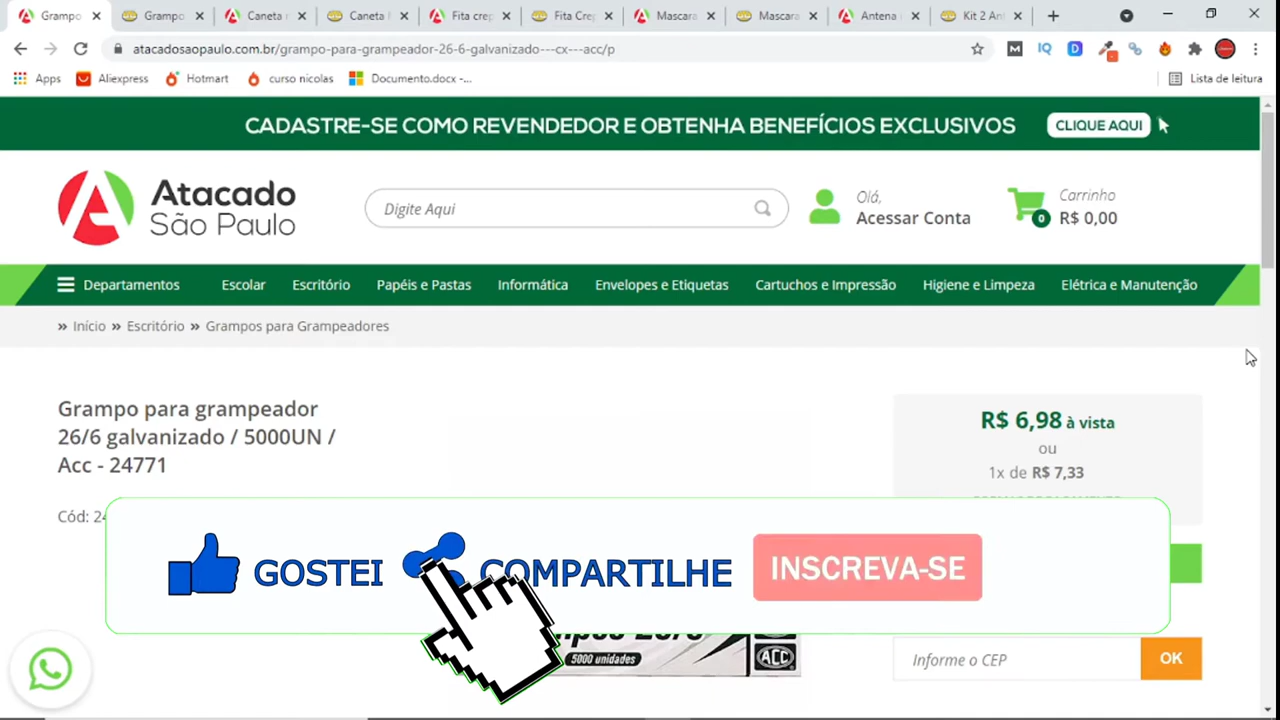 Grampo
Grampo
Caneta
Caneta
Fita crep
Fita Crep
Mascara
Mascara
Antena
Kit 2 An
atacadosaopaulo.com.br/grampo-para-grampeador-26-6-galvanizado---cx---acc/p
Apps
Aliexpress
Hotmart
curso nicolas
Documento.docx -...
Lista de leitura
CADASTRE-SE COMO REVENDEDOR E OBTENHA BENEFÍCIOS EXCLUSIVOS
CLIQUE AQUI
Atacado
São Paulo
Digite Aqui
Olá,
Acessar Conta
Carrinho
0
R$ 0,00
Departamentos
Escolar
Escritório
Papéis e Pastas
Informática
Envelopes e Etiquetas
Cartuchos e Impressão
Higiene e Limpeza
Elétrica e Manutenção
» Início » Escritório » Grampos para Grampeadores
Grampo para grampeador
26/6 galvanizado / 5000UN /
Acc - 24771
R$ 6,98 à vista
ou
1x de R$ 7,33
Cód: 24
GOSTEI
COMPARTILHE
INSCREVA-SE
5000 unidades
ACC
Informe o CEP
OK